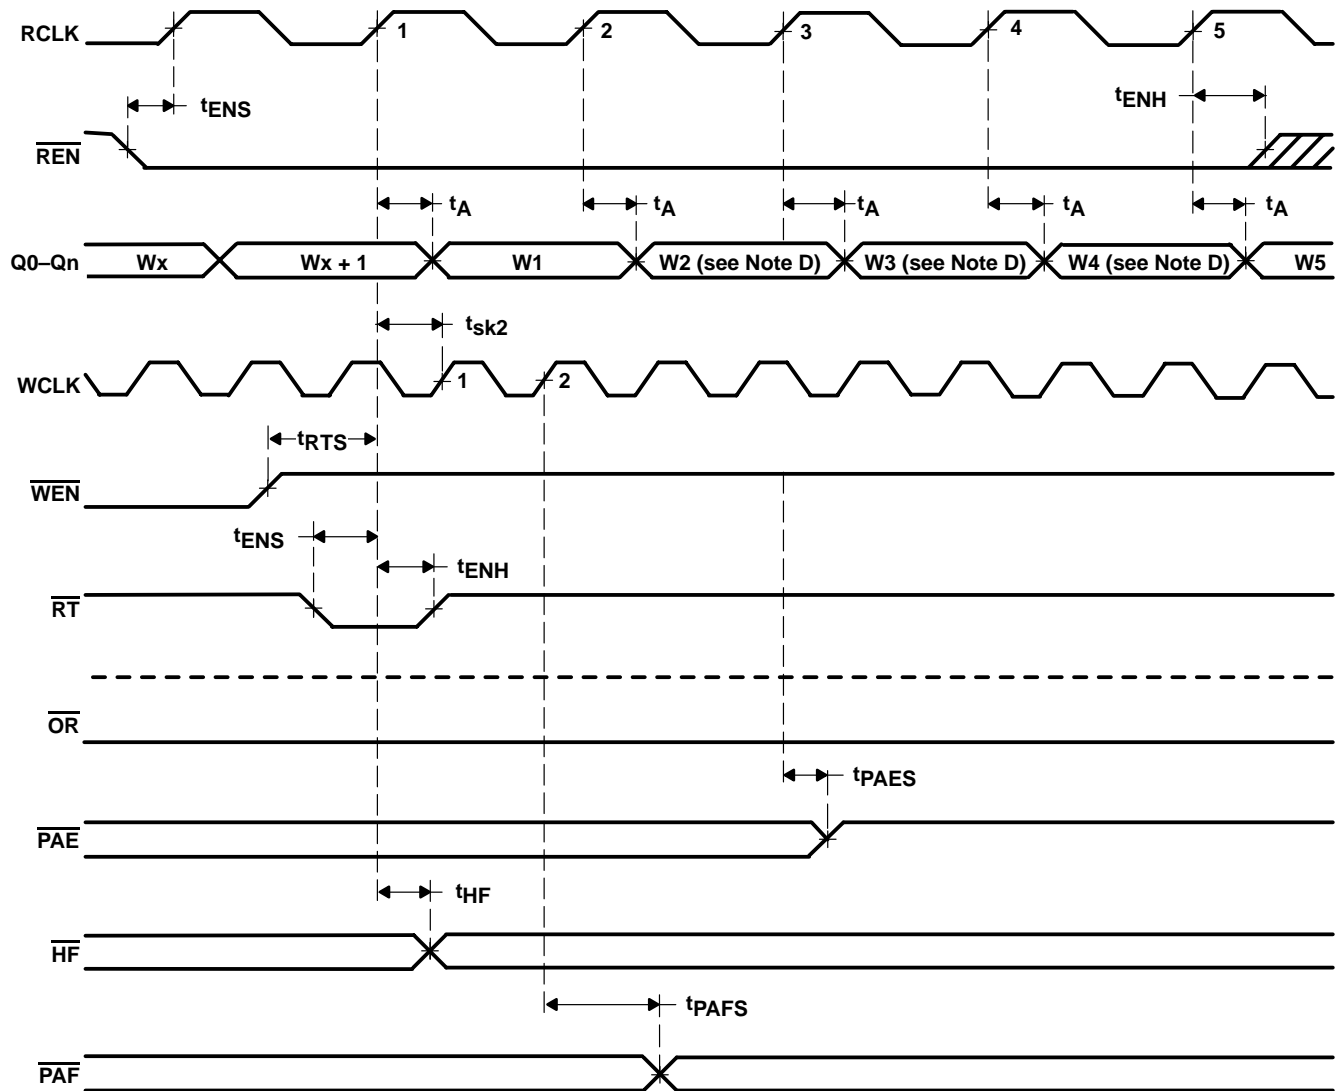 RCLK 1 2 3 4 5
tENS tENH
REN
tA tA tA tA tA
Q0–Qn Wx Wx + 1 W1 W2 (see Note D) W3 (see Note D) W4 (see Note D) W5
tsk2
WCLK 1 2
tRTS
WEN
tENS
tENH
RT
OR
tPAES
PAE
tHF
HF
tPAFS
PAF